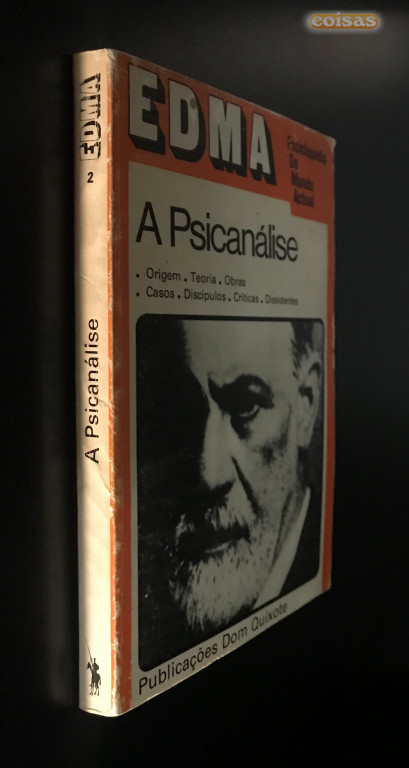 coisas
EDMA
2
A Psicanálise
EDMA
Enciclopédia
Do
Mundo
Actual
A Psicanálise
. Origem . Teoria . Obras
. Casos . Discípulos . Críticas . Dissidentes
Publicações Dom Quixote